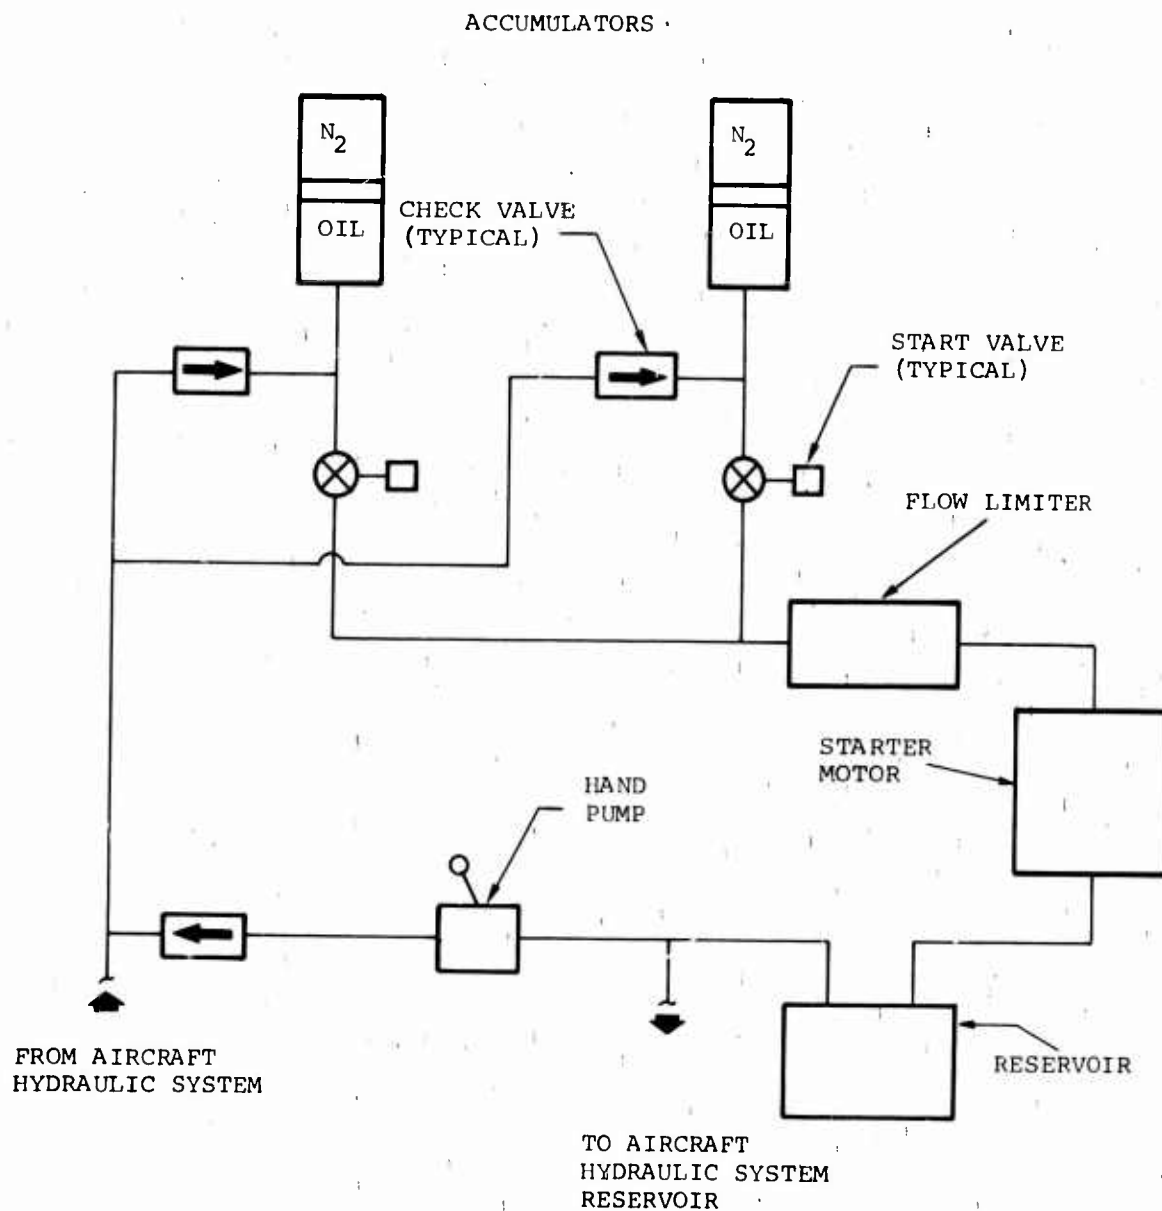 ACCUMULATORS
N2
N2
OIL
CHECK VALVE
(TYPICAL)
OIL
START VALVE
(TYPICAL)
FLOW LIMITER
STARTER
MOTOR
HAND
PUMP
FROM AIRCRAFT
HYDRAULIC SYSTEM
RESERVOIR
TO AIRCRAFT
HYDRAULIC SYSTEM
RESERVOIR